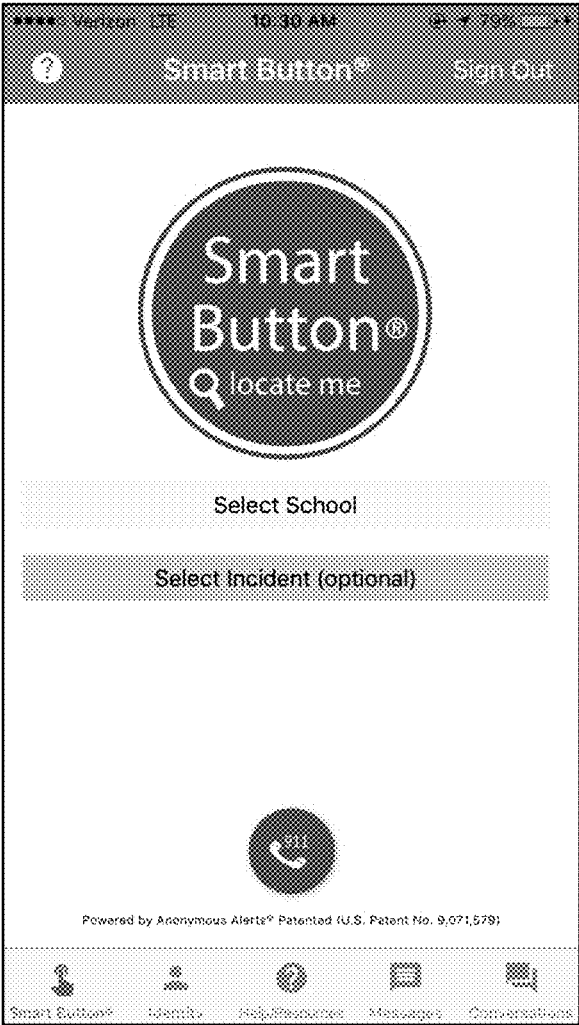 Verizon LTE 10:30 AM 79%
Smart Button® Sign Out
Smart
Button®
locate me
Select School
Select Incident (optional)
911
Powered by Anonymous Alerts® Patented (U.S. Patent No. 9,071,579)
Smart Button® Identity Help/Resources Messages Conversations